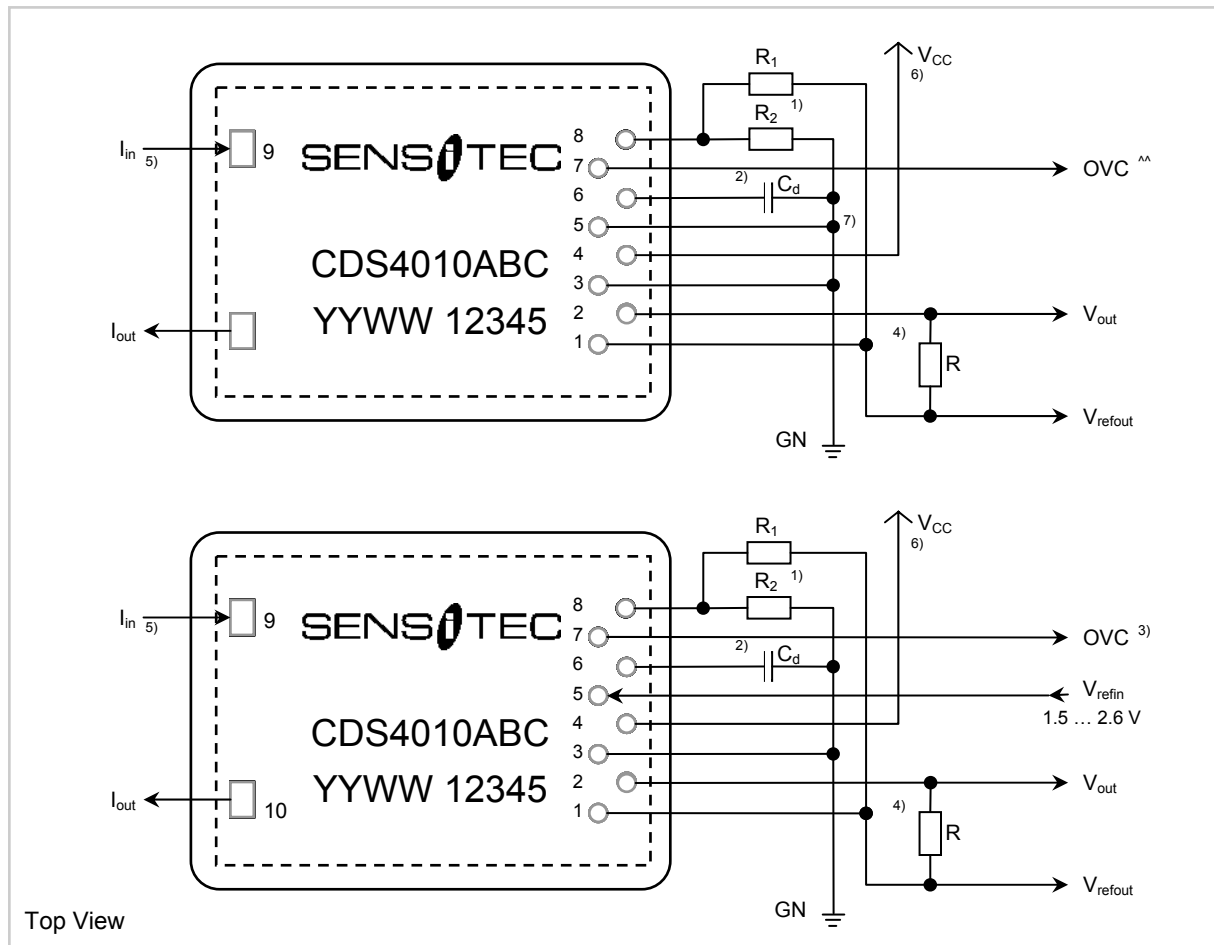 R1
1)
VCC
6)
R2
Iin 5)
9
SENSITEC
8
7
OVC ^^
6
2)
Cd
5
7)
CDS4010ABC
4
3
YYWW 12345
2
Vout
Iout
1
4)
R
Vrefout
GN
R1
1)
VCC
6)
R2
Iin 5)
9
SENSITEC
8
7
OVC 3)
6
2)
Cd
5
Vrefin
1.5 … 2.6 V
CDS4010ABC
4
3
YYWW 12345
2
Vout
Iout
10
1
4)
R
Vrefout
GN
Top View